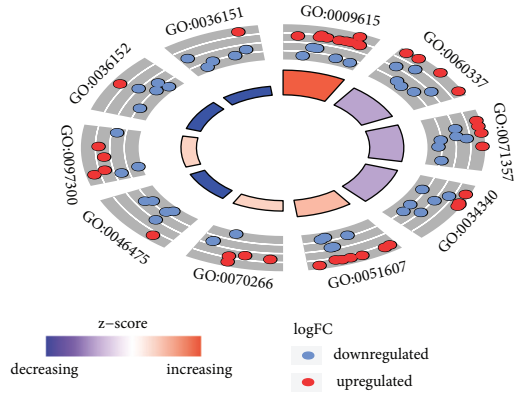 GO:0009615
GO:0060337
GO:0071357
GO:0034340
GO:0051607
GO:0070266
GO:0046475
GO:0097300
GO:0036152
GO:0036151
z-score
decreasing
increasing
logFC
downregulated
upregulated